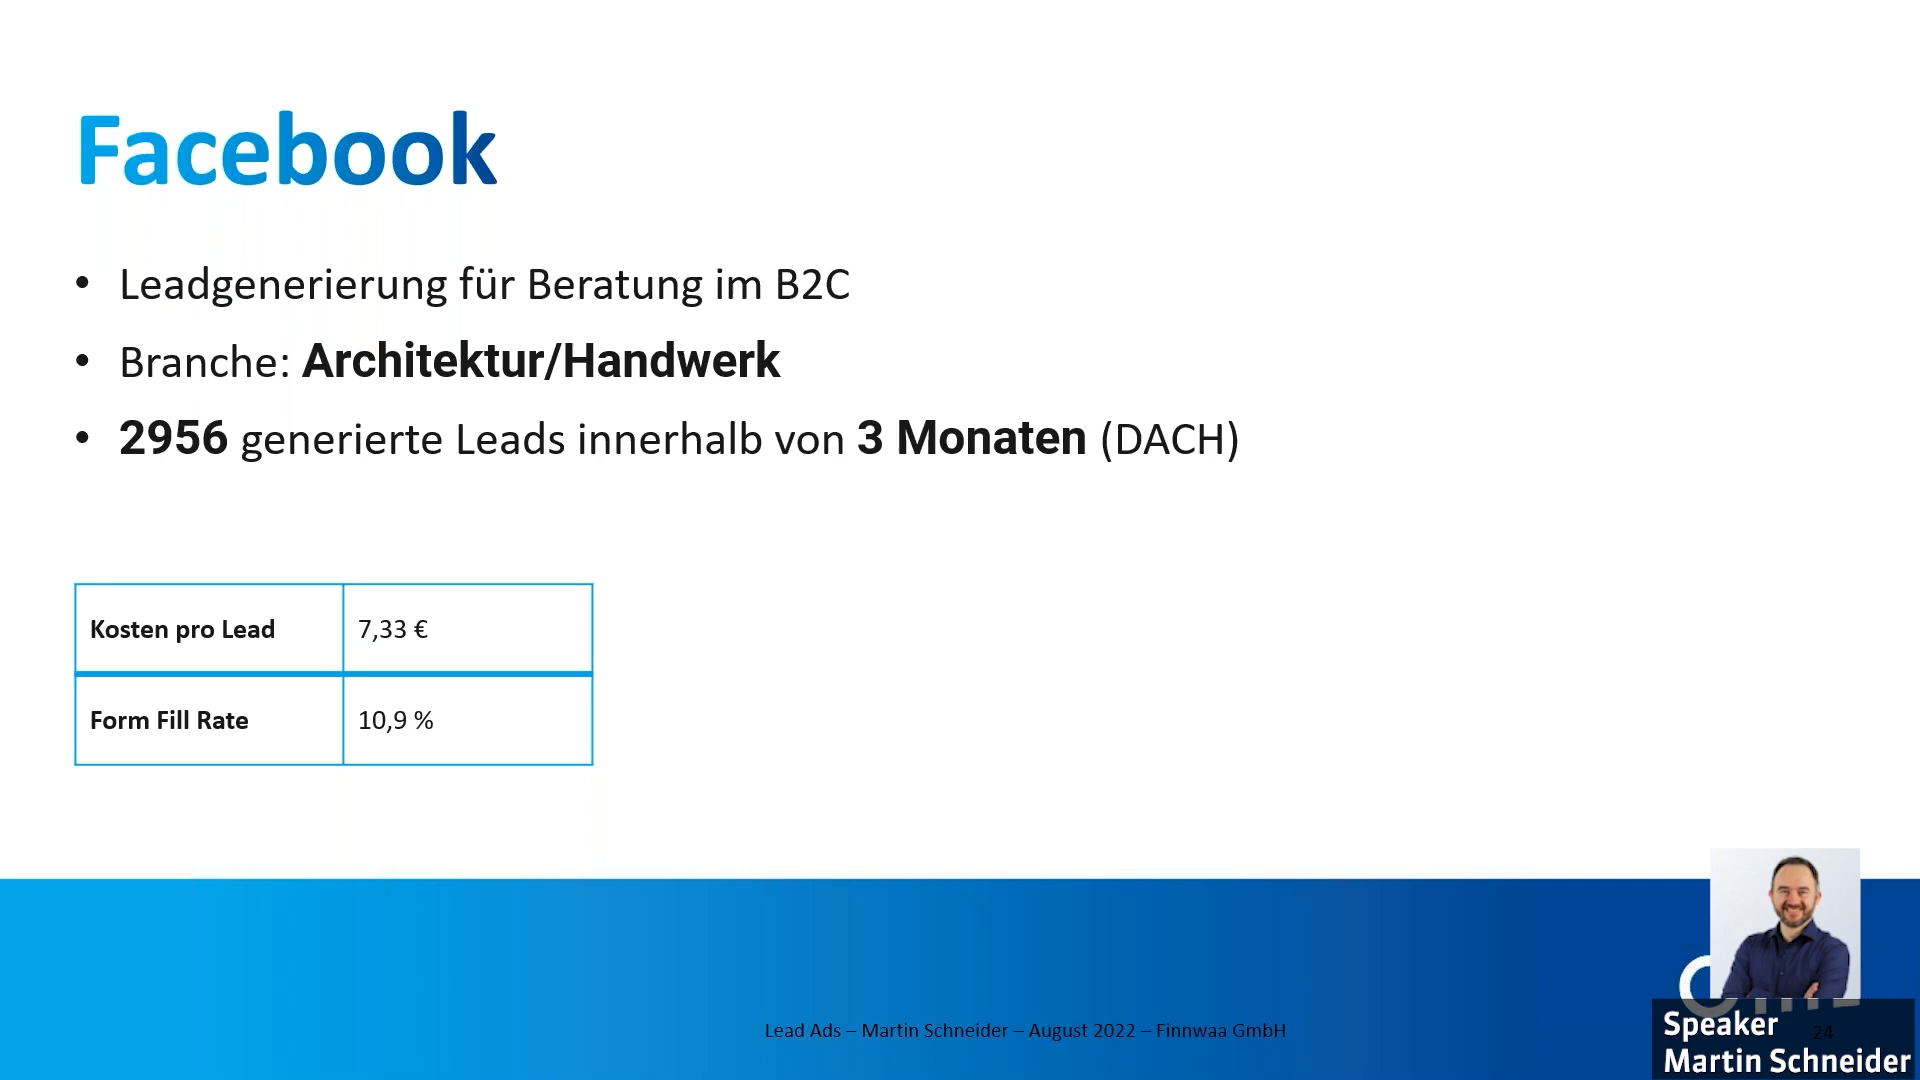 Facebook
• Leadgenerierung für Beratung im B2C
• Branche: Architektur/Handwerk
• 2956 generierte Leads innerhalb von 3 Monaten (DACH)
Kosten pro Lead 7,33 €
Form Fill Rate 10,9 %
Lead Ads – Martin Schneider – August 2022 – Finnwaa GmbH
24
Speaker
Martin Schneider